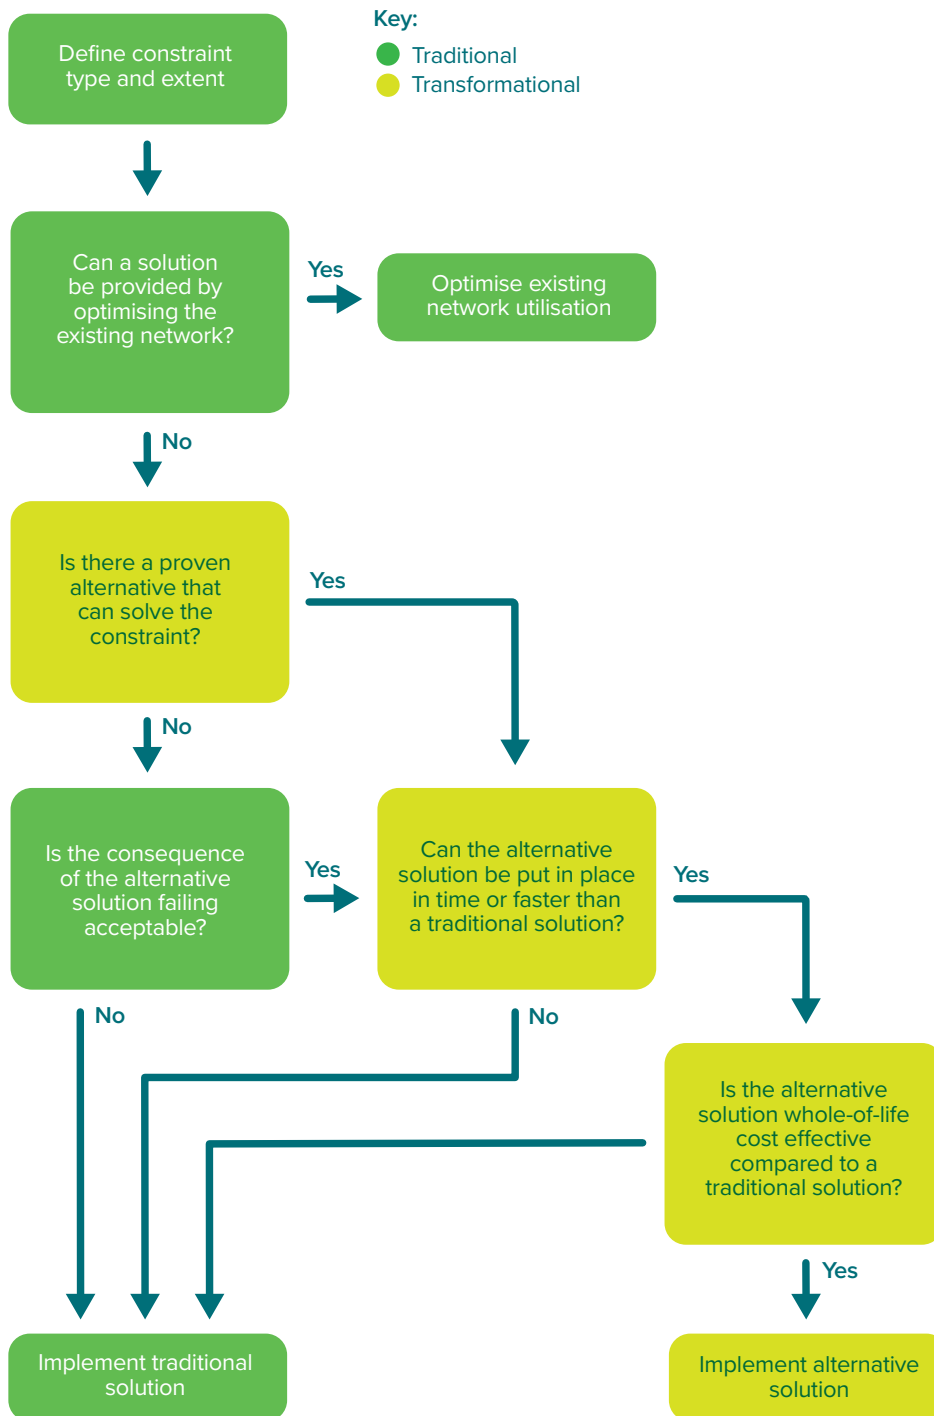 Key:
Traditional
Transformational
Define constraint
type and extent
Can a solution
be provided by
optimising the
existing network?
Yes
Optimise existing
network utilisation
No
Is there a proven
alternative that
can solve the
constraint?
Yes
No
Is the consequence
of the alternative
solution failing
acceptable?
Yes
Can the alternative
solution be put in place
in time or faster than
a traditional solution?
Yes
No
No
Is the alternative
solution whole-of-life
cost effective
compared to a
traditional solution?
Yes
Implement traditional
solution
Implement alternative
solution